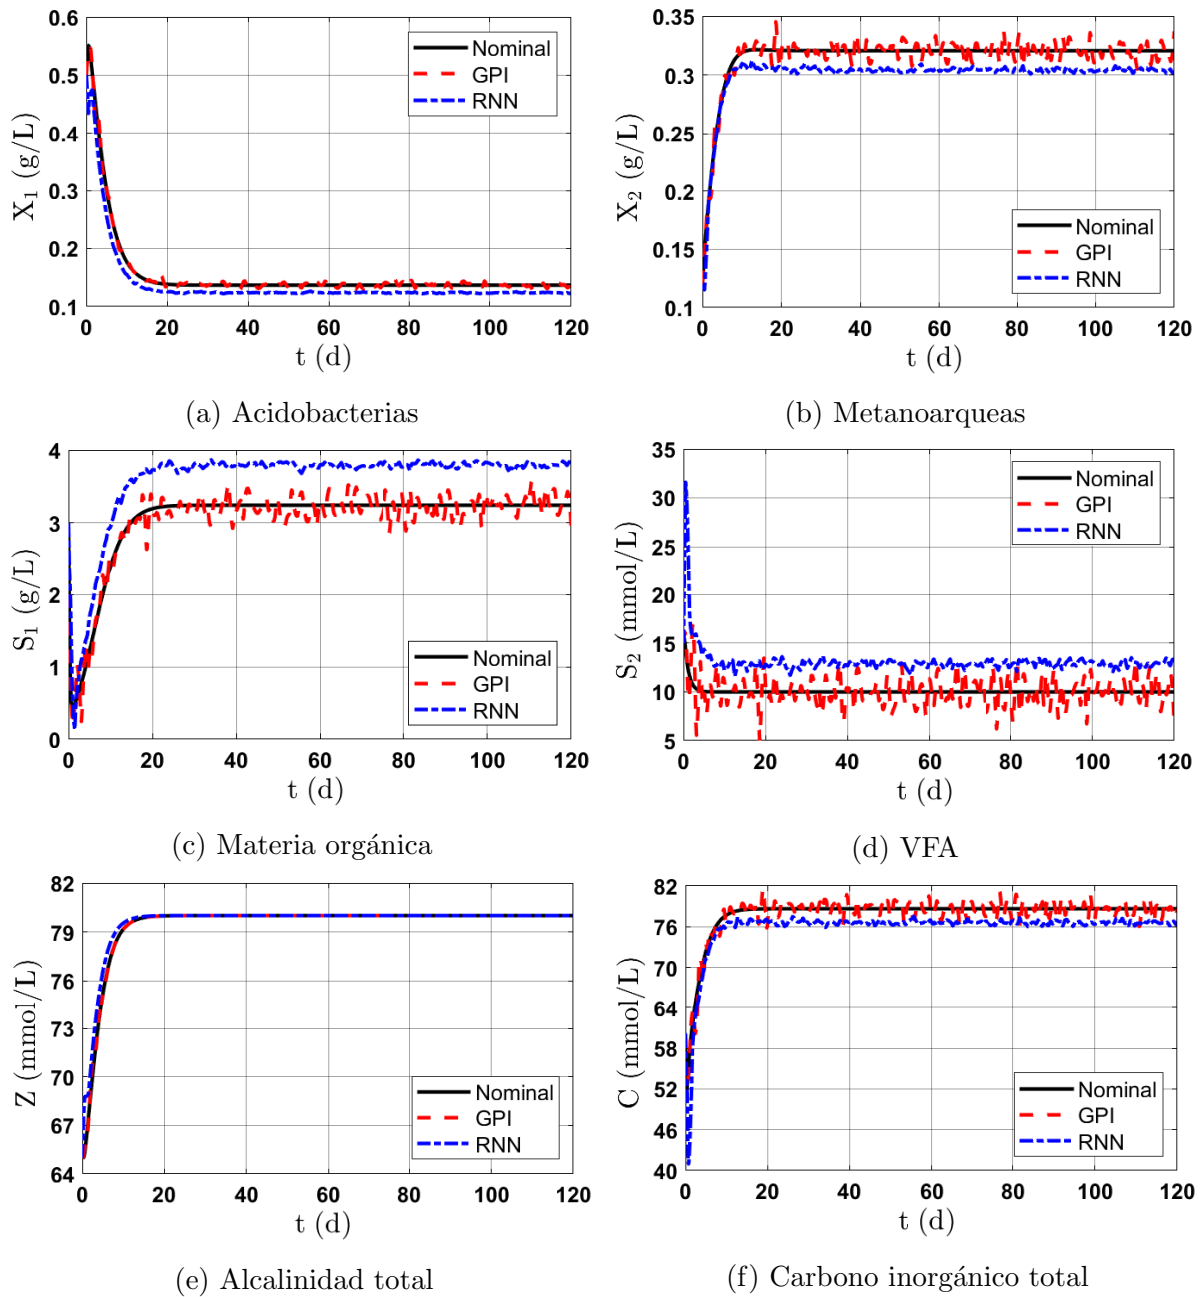 0.6
0.5
0.4
0.3
0.2
0.1
X1 (g/L)
Nominal
GPI
RNN
0 20 40 60 80 100 120
t (d)
(a) Acidobacterias
0.35
0.3
0.25
0.2
0.15
0.1
X2 (g/L)
Nominal
GPI
RNN
0 20 40 60 80 100 120
t (d)
(b) Metanoarqueas
4
3
2
1
0
S1 (g/L)
Nominal
GPI
RNN
0 20 40 60 80 100 120
t (d)
(c) Materia orgánica
35
30
25
20
15
10
5
S2 (mmol/L)
Nominal
GPI
RNN
0 20 40 60 80 100 120
t (d)
(d) VFA
82
79
76
73
70
67
64
Z (mmol/L)
Nominal
GPI
RNN
0 20 40 60 80 100 120
t (d)
(e) Alcalinidad total
82
76
70
64
58
52
46
40
C (mmol/L)
Nominal
GPI
RNN
0 20 40 60 80 100 120
t (d)
(f) Carbono inorgánico total